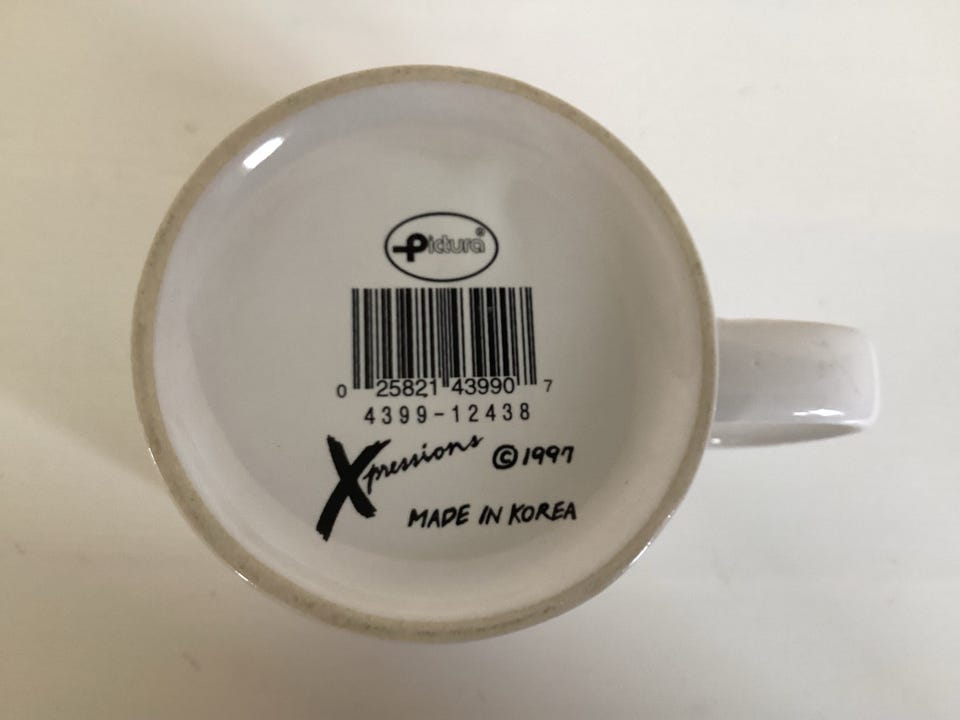 Pictura®
0 25821 43990 7
4399-12438
Xpressions © 1997
MADE IN KOREA